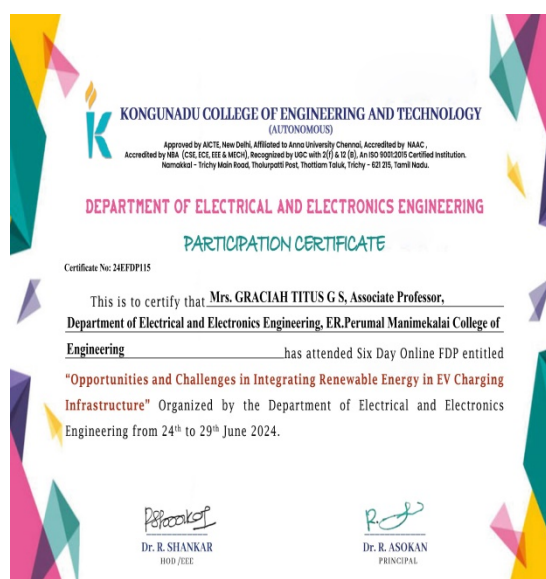 KONGUNADU COLLEGE OF ENGINEERING AND TECHNOLOGY
(AUTONOMOUS)
Approved by AICTE, New Delhi, Affiliated to Anna University Chennai, Accredited by NAAC ,
Accredited by NBA (CSE, ECE, EEE & MECH), Recognized by UGC with 2(f) & 12 (B), An ISO 9001:2015 Certified Institution.
Namakkal - Trichy Main Road, Tholurpatti Post, Thottiam Taluk, Trichy - 621 215, Tamil Nadu.
DEPARTMENT OF ELECTRICAL AND ELECTRONICS ENGINEERING
PARTICIPATION CERTIFICATE
Certificate No: 24EFDP115
This is to certify that Mrs. GRACIAH TITUS G S, Associate Professor,
Department of Electrical and Electronics Engineering, ER.Perumal Manimekalai College of
Engineering has attended Six Day Online FDP entitled
"Opportunities and Challenges in Integrating Renewable Energy in EV Charging
Infrastructure" Organized by the Department of Electrical and Electronics
Engineering from 24th to 29th June 2024.
Dr. R. SHANKAR Dr. R. ASOKAN
HOD /EEE PRINCIPAL